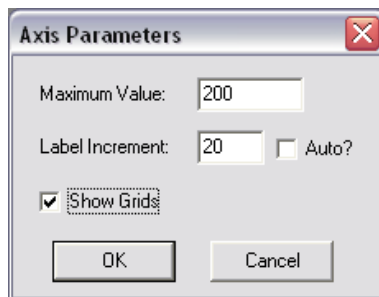 Axis Parameters
Maximum Value: 200
Label Increment: 20 Auto?
Show Grids
OK Cancel